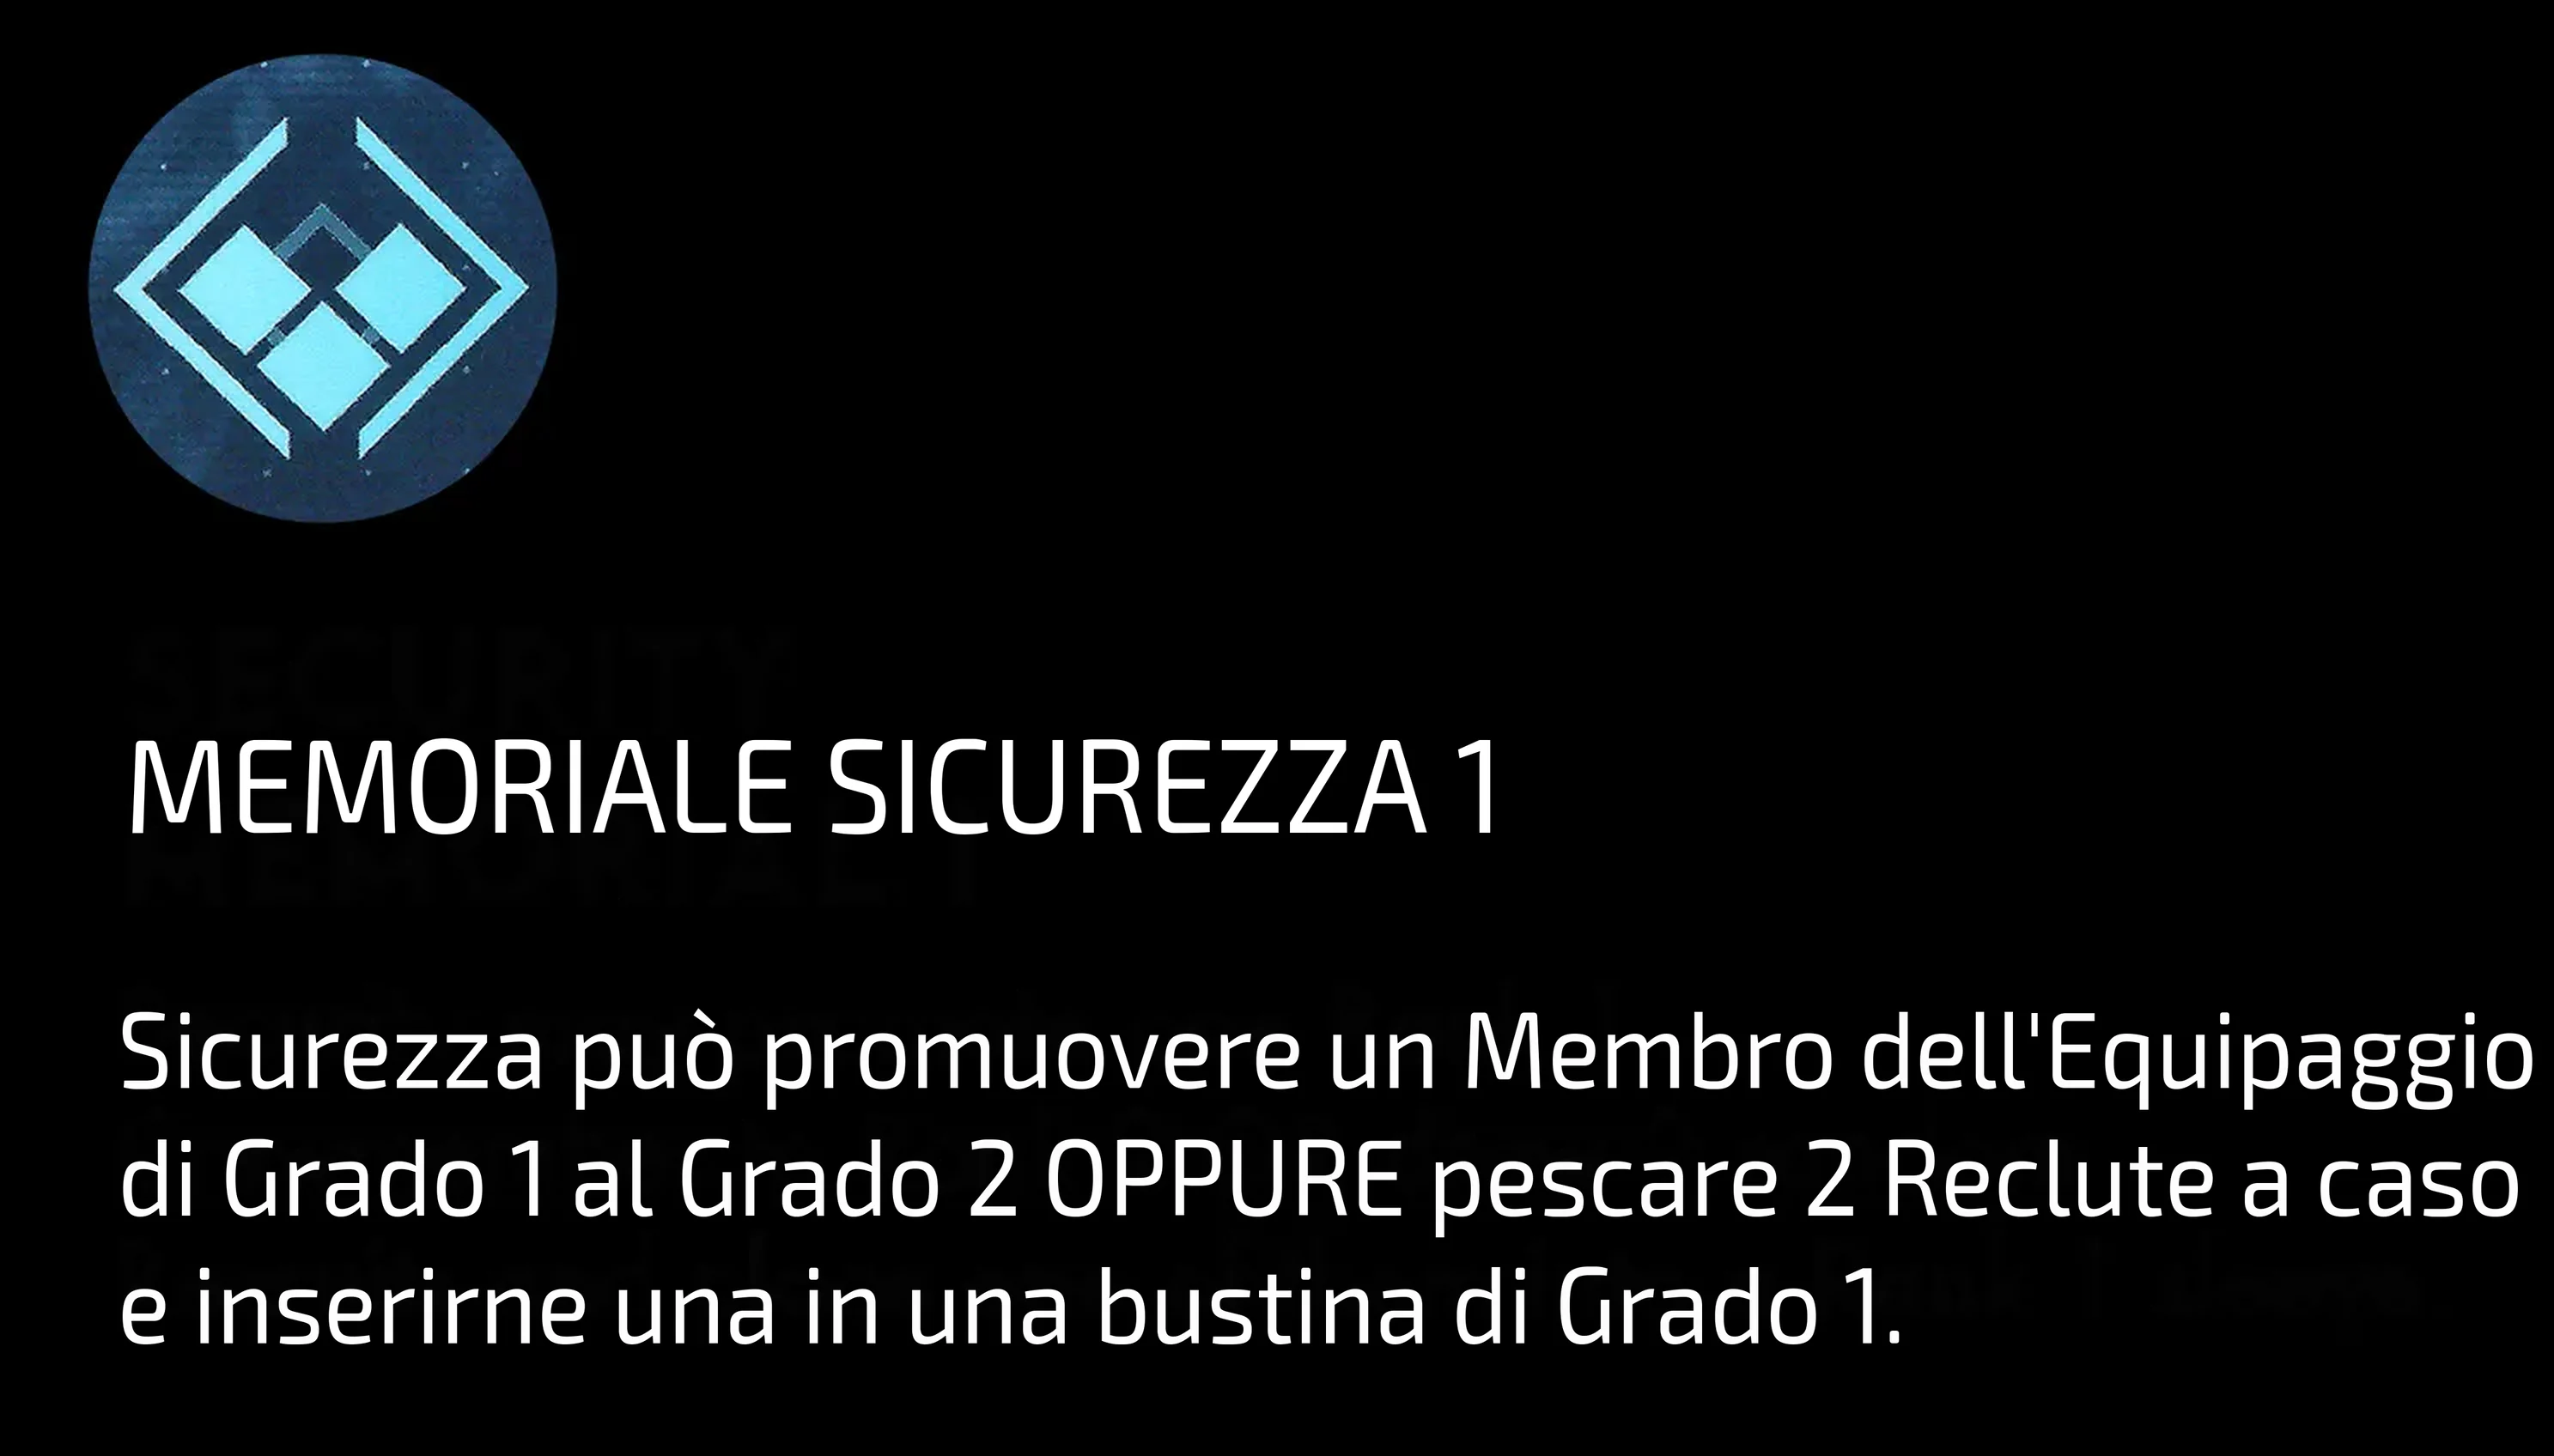 MEMORIALE SICUREZZA 1
Sicurezza può promuovere un Membro dell'Equipaggio
di Grado 1 al Grado 2 OPPURE pescare 2 Reclute a caso
e inserirne una in una bustina di Grado 1.